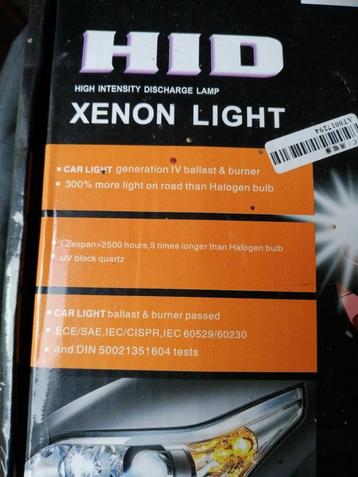 HID
HIGH INTENSITY DISCHARGE LAMP
XENON LIGHT
AT0017294
• CAR LIGHT generation IV ballast & burner
• 300% more light on road than Halogen bulb
• Lifespan>2500 hours,5 times longer than Halogen bulb
• UV block quartz
• CAR LIGHT ballast & burner passed
• ECE/SAE,IEC/CISPR,IEC 60529/60230
• and DIN 50021351604 tests